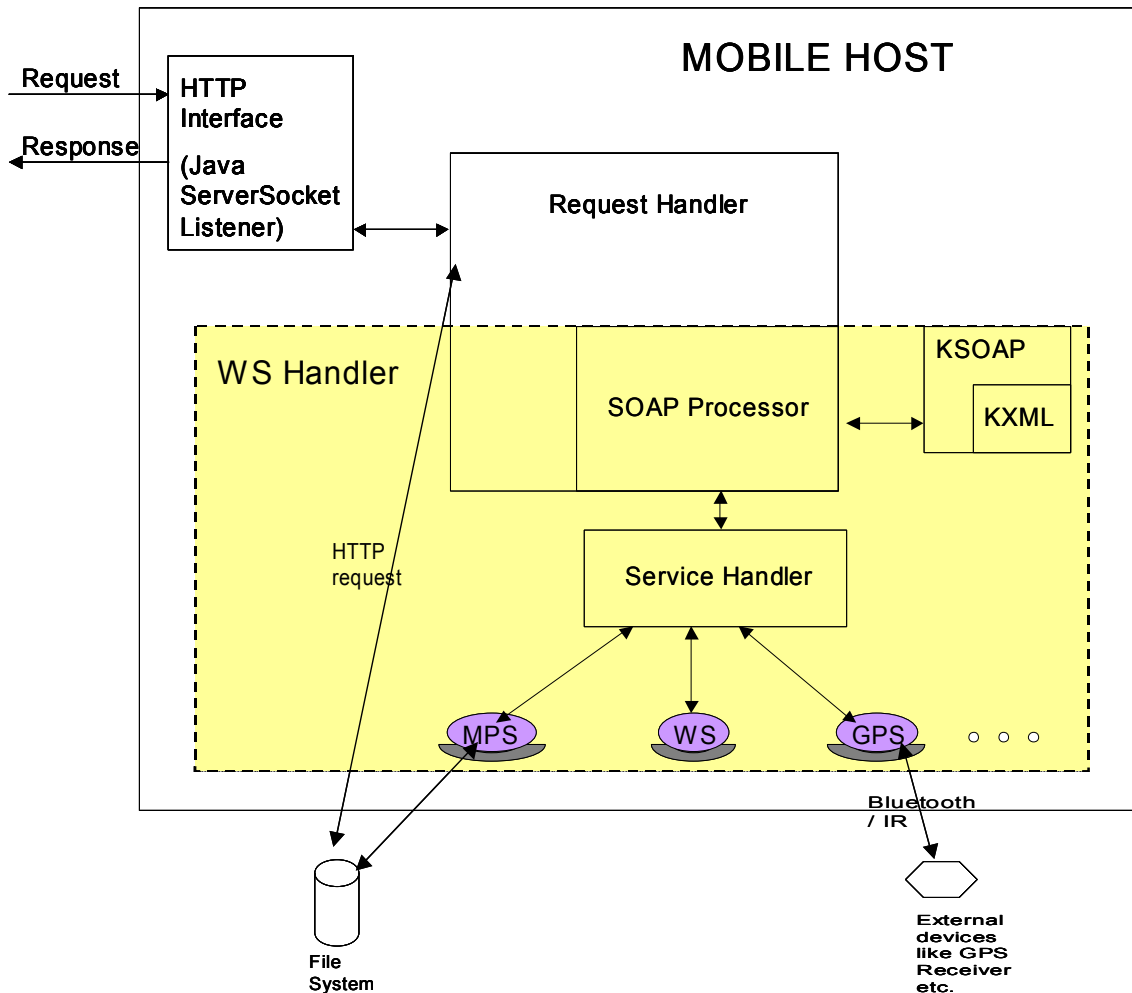 MOBILE HOST
Request
Response
HTTP
Interface
(Java
ServerSocket
Listener)
Request Handler
WS Handler
SOAP Processor
KSOAP
KXML
HTTP
request
Service Handler
MPS
WS
GPS
Bluetooth
/ IR
File
System
External
devices
like GPS
Receiver
etc.